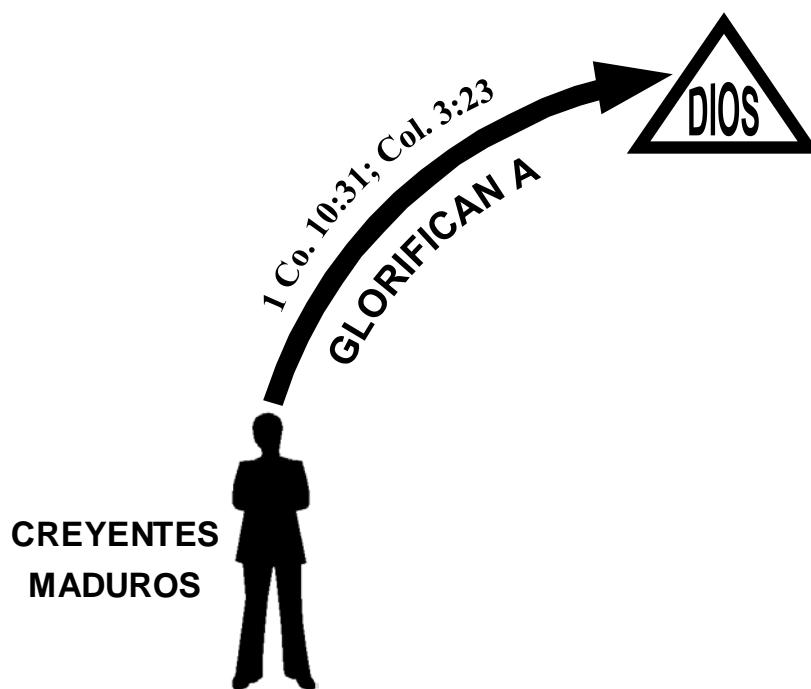 DIOS
1 Co. 10:31; Col. 3:23
GLORIFICAN A
CREYENTES
MADUROS